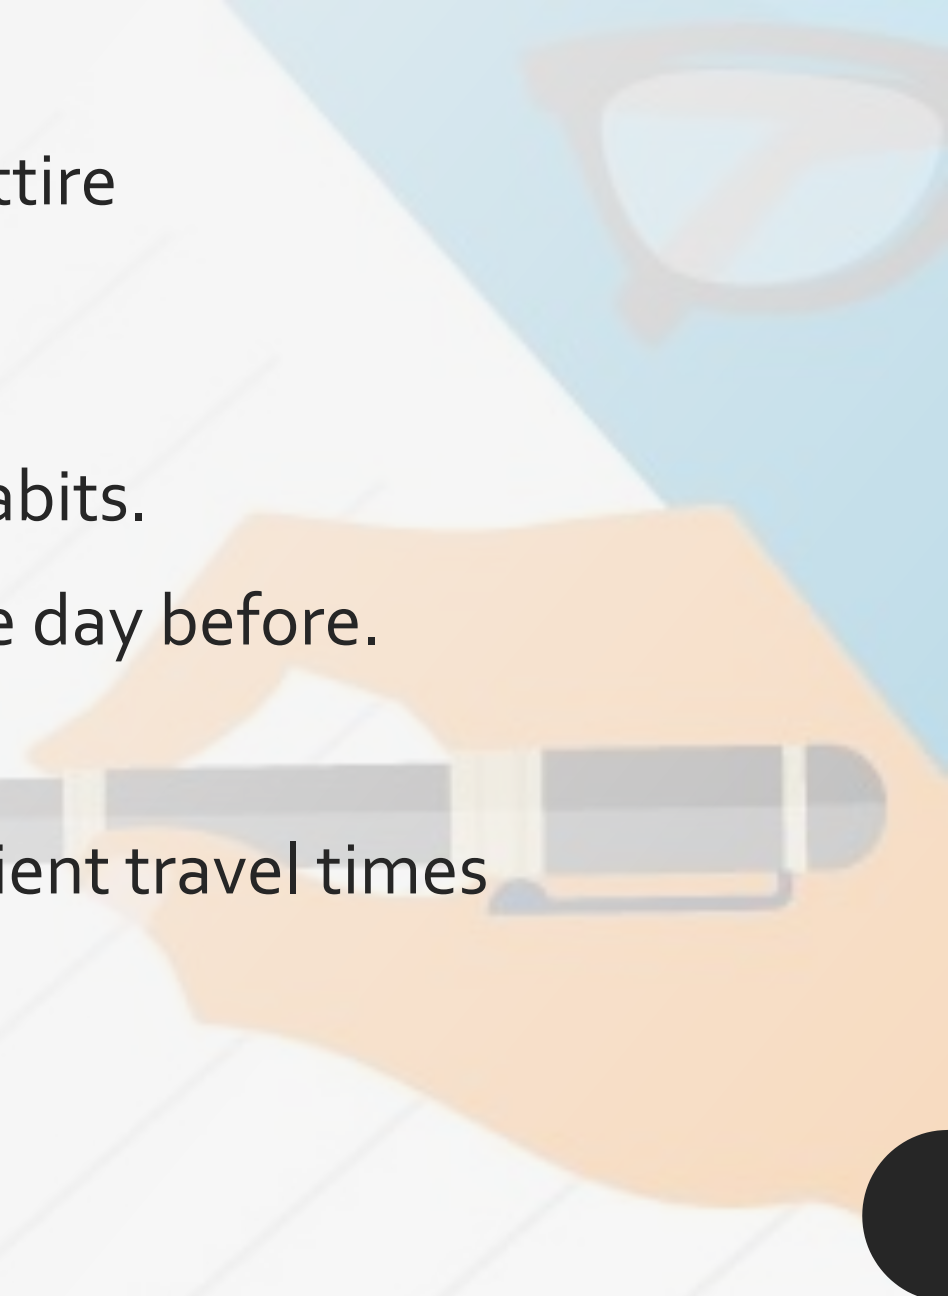 ttire
abits.
e day before.
ient travel times